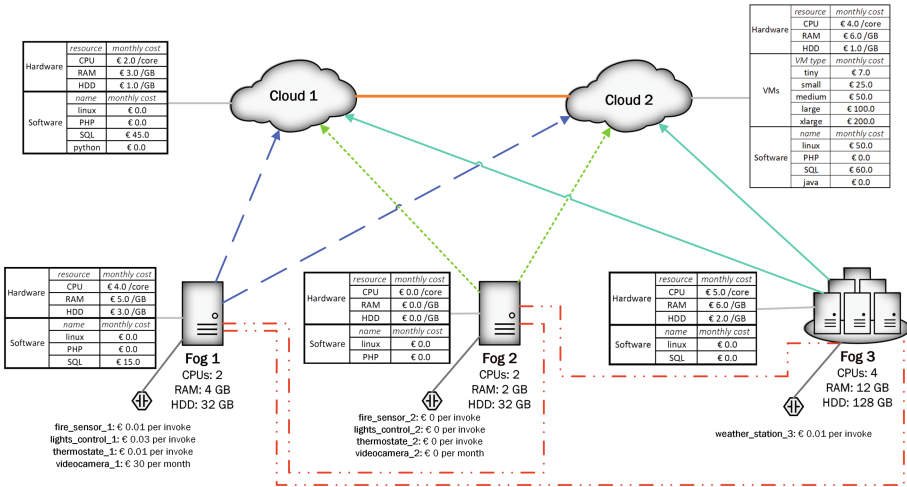 resource monthly cost
Hardware
CPU € 2.0 /core
RAM € 3.0 /GB
HDD € 1.0 /GB
name monthly cost
Software
linux € 0.0
PHP € 0.0
SQL € 45.0
python € 0.0
Cloud 1
Cloud 2
resource monthly cost
Hardware
CPU € 4.0 /core
RAM € 6.0 /GB
HDD € 1.0 /GB
VM type monthly cost
VMs
tiny € 7.0
small € 25.0
medium € 50.0
large € 100.0
xlarge € 200.0
name monthly cost
Software
linux € 50.0
PHP € 0.0
SQL € 60.0
java € 0.0
resource monthly cost
Hardware
CPU € 4.0 /core
RAM € 5.0 /GB
HDD € 3.0 /GB
name monthly cost
Software
linux € 0.0
PHP € 0.0
SQL € 15.0
Fog 1
CPUs: 2
RAM: 4 GB
HDD: 32 GB
fire_sensor_1: € 0.01 per invoke
lights_control_1: € 0.03 per invoke
thermostate_1: € 0.01 per invoke
videocamera_1: € 30 per month
resource monthly cost
Hardware
CPU € 0.0 /core
RAM € 0.0 /GB
HDD € 0.0 /GB
name monthly cost
Software
linux € 0.0
PHP € 0.0
Fog 2
CPUs: 2
RAM: 2 GB
HDD: 32 GB
fire_sensor_2: € 0 per invoke
lights_control_2: € 0 per invoke
thermostate_2: € 0 per invoke
videocamera_2: € 0 per month
resource monthly cost
Hardware
CPU € 5.0 /core
RAM € 6.0 /GB
HDD € 2.0 /GB
name monthly cost
Software
linux € 0.0
PHP € 0.0
SQL € 0.0
Fog 3
CPUs: 4
RAM: 12 GB
HDD: 128 GB
weather_station_3: € 0.01 per invoke